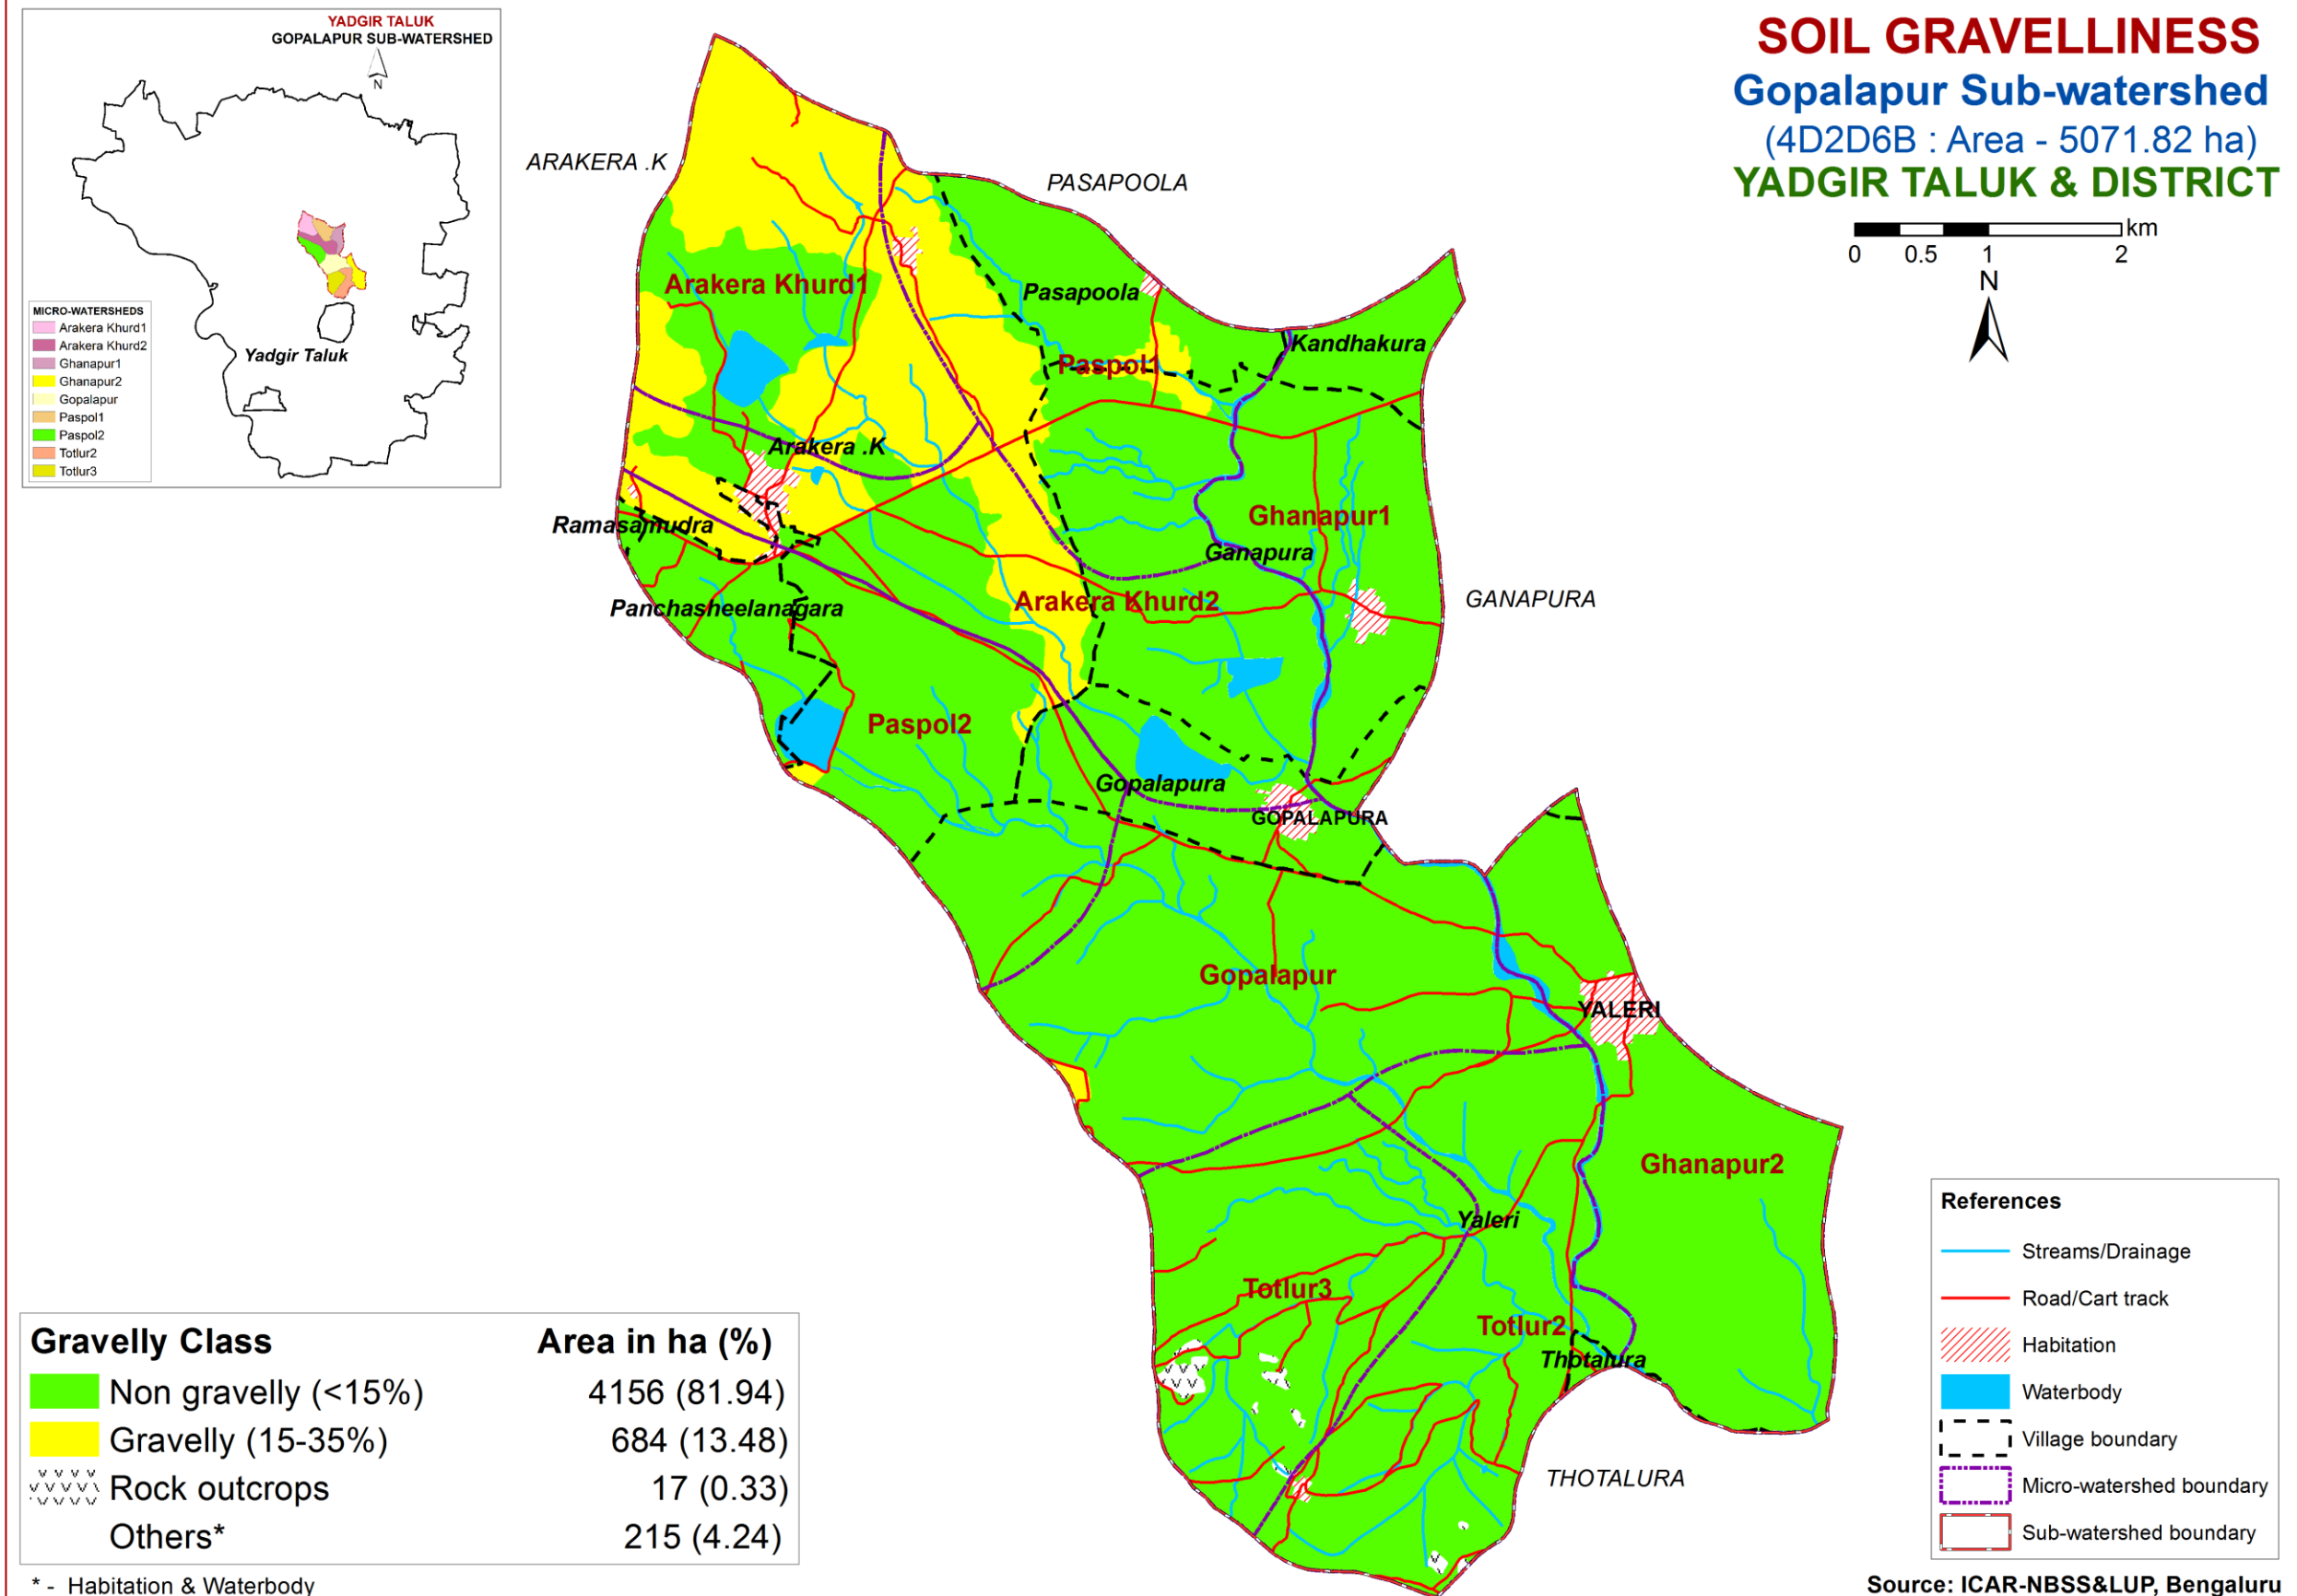 YADGIR TALUK
GOPALAPUR SUB-WATERSHED
N
MICRO-WATERSHEDS
Arakera Khurd1
Arakera Khurd2
Ghanapur1
Ghanapur2
Gopalapur
Paspol1
Paspol2
Totlur2
Totlur3
Yadgir Taluk
SOIL GRAVELLINESS
Gopalapur Sub-watershed
(4D2D6B : Area - 5071.82 ha)
YADGIR TALUK & DISTRICT
km
0 0.5 1 2
N
ARAKERA .K
PASAPOOLA
Arakera Khurd1
Pasapoola
Kandhakura
Paspol1
Arakera .K
Ramasamudra
Ghanapur1
Ganapura
Panchasheelanagara
Arakera Khurd2
GANAPURA
Paspol2
Gopalapura
GOPALAPURA
Gopalapur
YALERI
Ghanapur2
Yaleri
Totlur3
Totlur2
Thotalura
THOTALURA
Gravelly Class Area in ha (%)
Non gravelly (<15%) 4156 (81.94)
Gravelly (15-35%) 684 (13.48)
Rock outcrops 17 (0.33)
Others* 215 (4.24)
* - Habitation & Waterbody
References
Streams/Drainage
Road/Cart track
Habitation
Waterbody
Village boundary
Micro-watershed boundary
Sub-watershed boundary
Source: ICAR-NBSS&LUP, Bengaluru